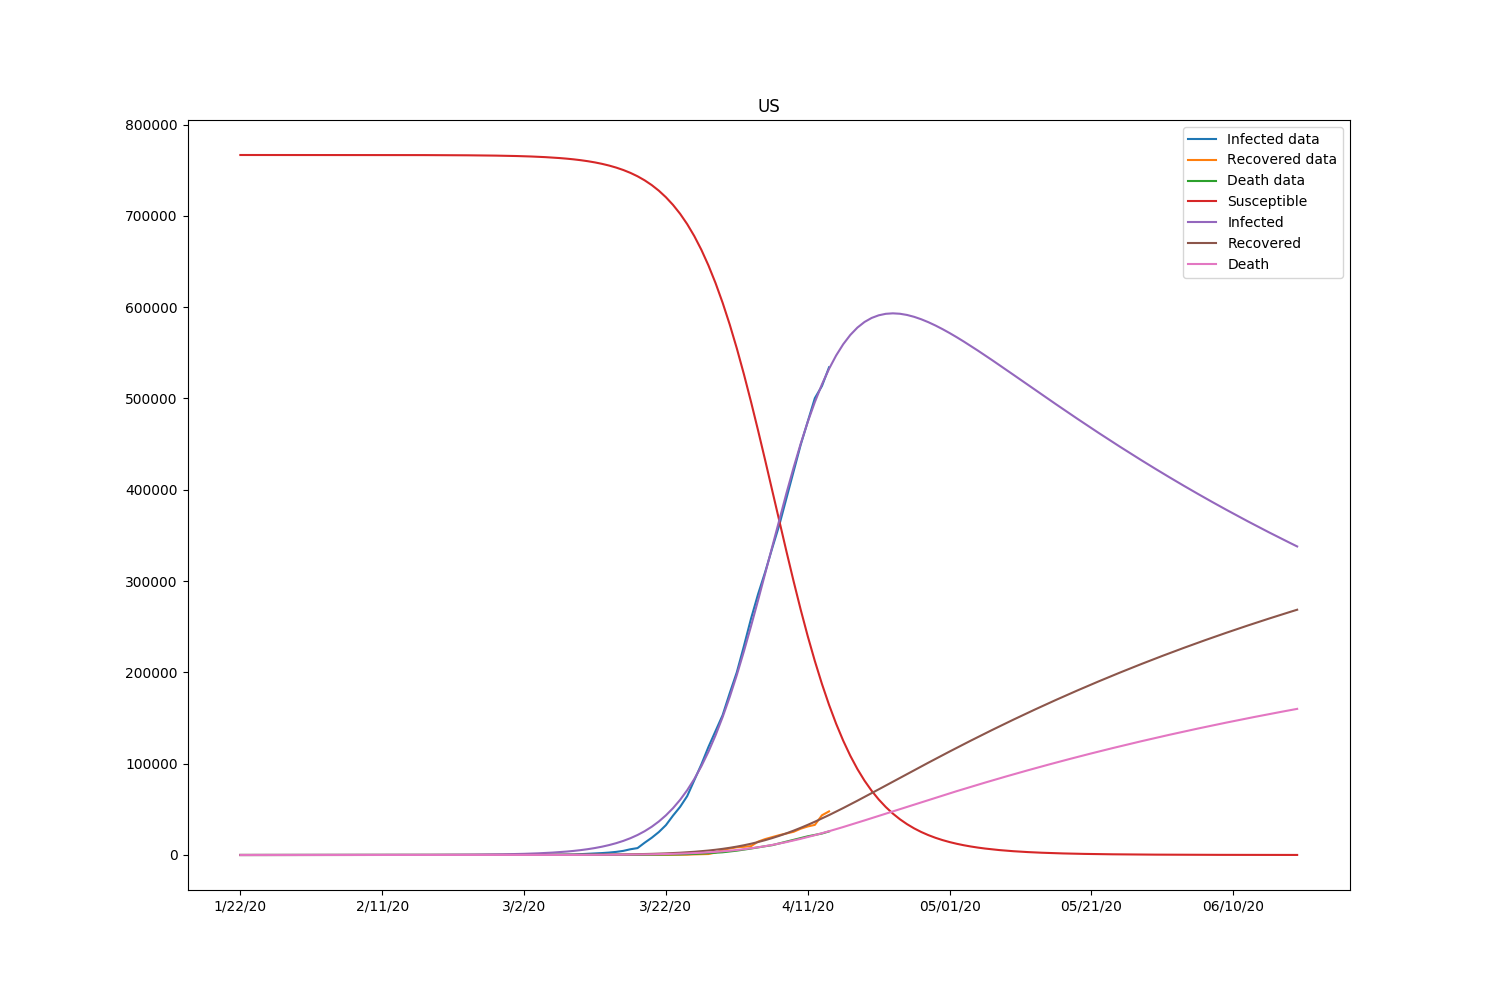 US
800000
700000
600000
500000
400000
300000
200000
100000
0
Infected data
Recovered data
Death data
Susceptible
Infected
Recovered
Death
1/22/20 2/11/20 3/2/20 3/22/20 4/11/20 05/01/20 05/21/20 06/10/20